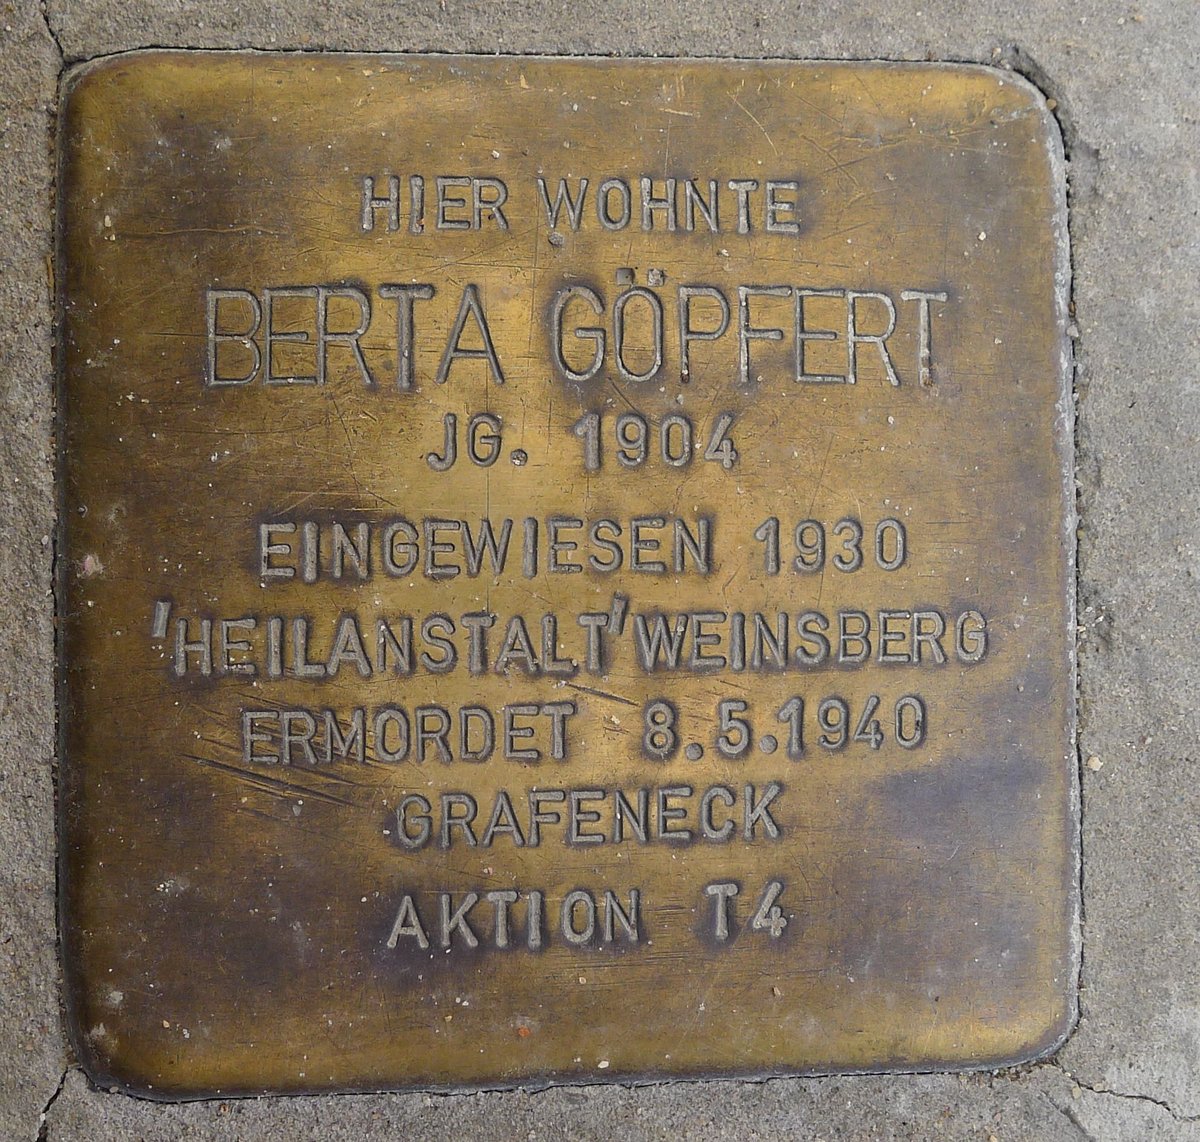 HIER WOHNTE
BERTA GÖPFERT
JG. 1904
EINGEWIESEN 1930
'HEILANSTALT' WEINSBERG
ERMORDET 8.5.1940
GRAFENECK
AKTION T4